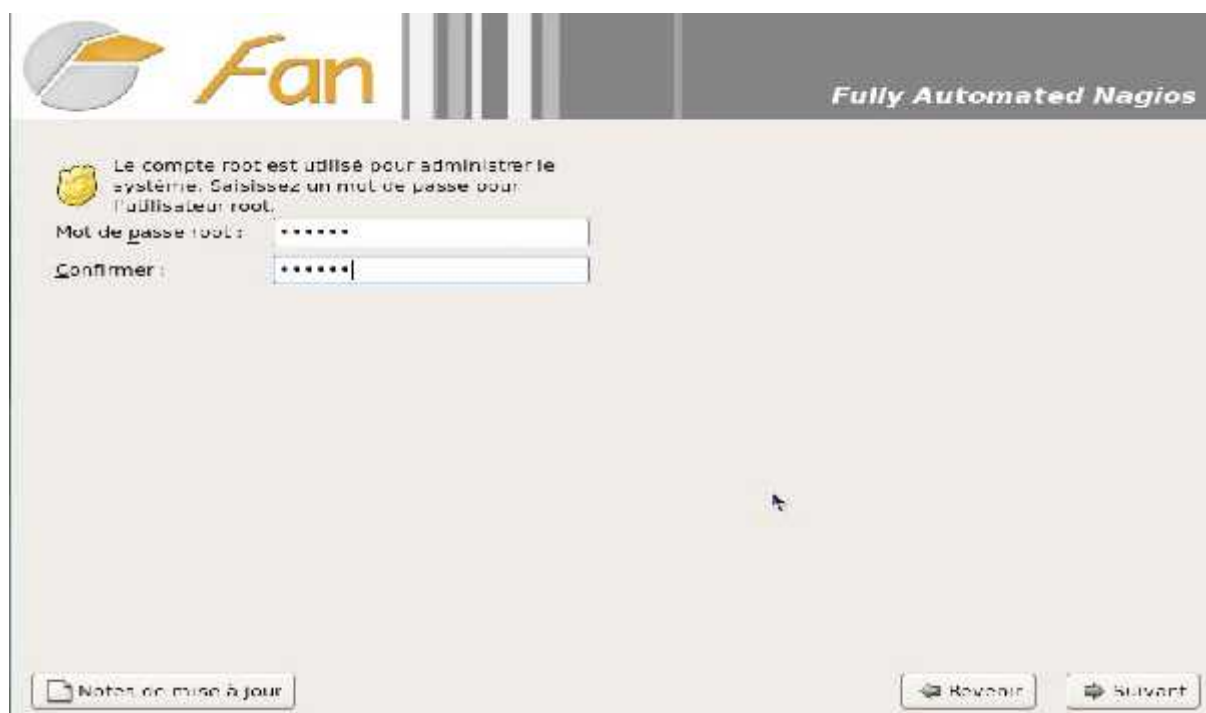 Fan
Fully Automated Nagios
Le compte root est utilisé pour administrer le
système. Saisissez un mot de passe pour
l'utilisateur root.
Mot de passe root :
Confirmer :
Notes de mise à jour
Revenir
Suivant